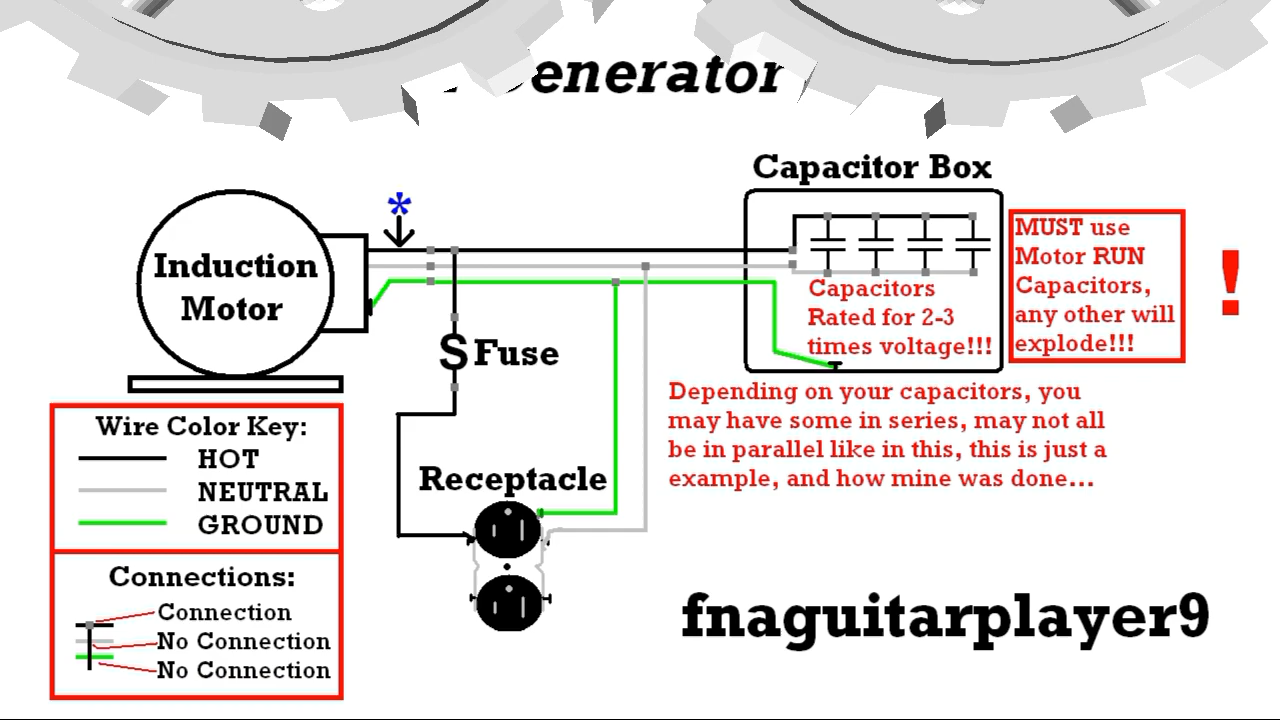 enerator
Capacitor Box
*
Induction
Motor
MUST use
Motor RUN
Capacitors,
any other will
explode!!!
!
Capacitors
Rated for 2-3
times voltage!!!
S Fuse
Depending on your capacitors, you
may have some in series, may not all
be in parallel like in this, this is just a
example, and how mine was done...
Wire Color Key:
HOT
NEUTRAL
GROUND
Receptacle
Connections:
Connection
No Connection
No Connection
fnaguitarplayer9